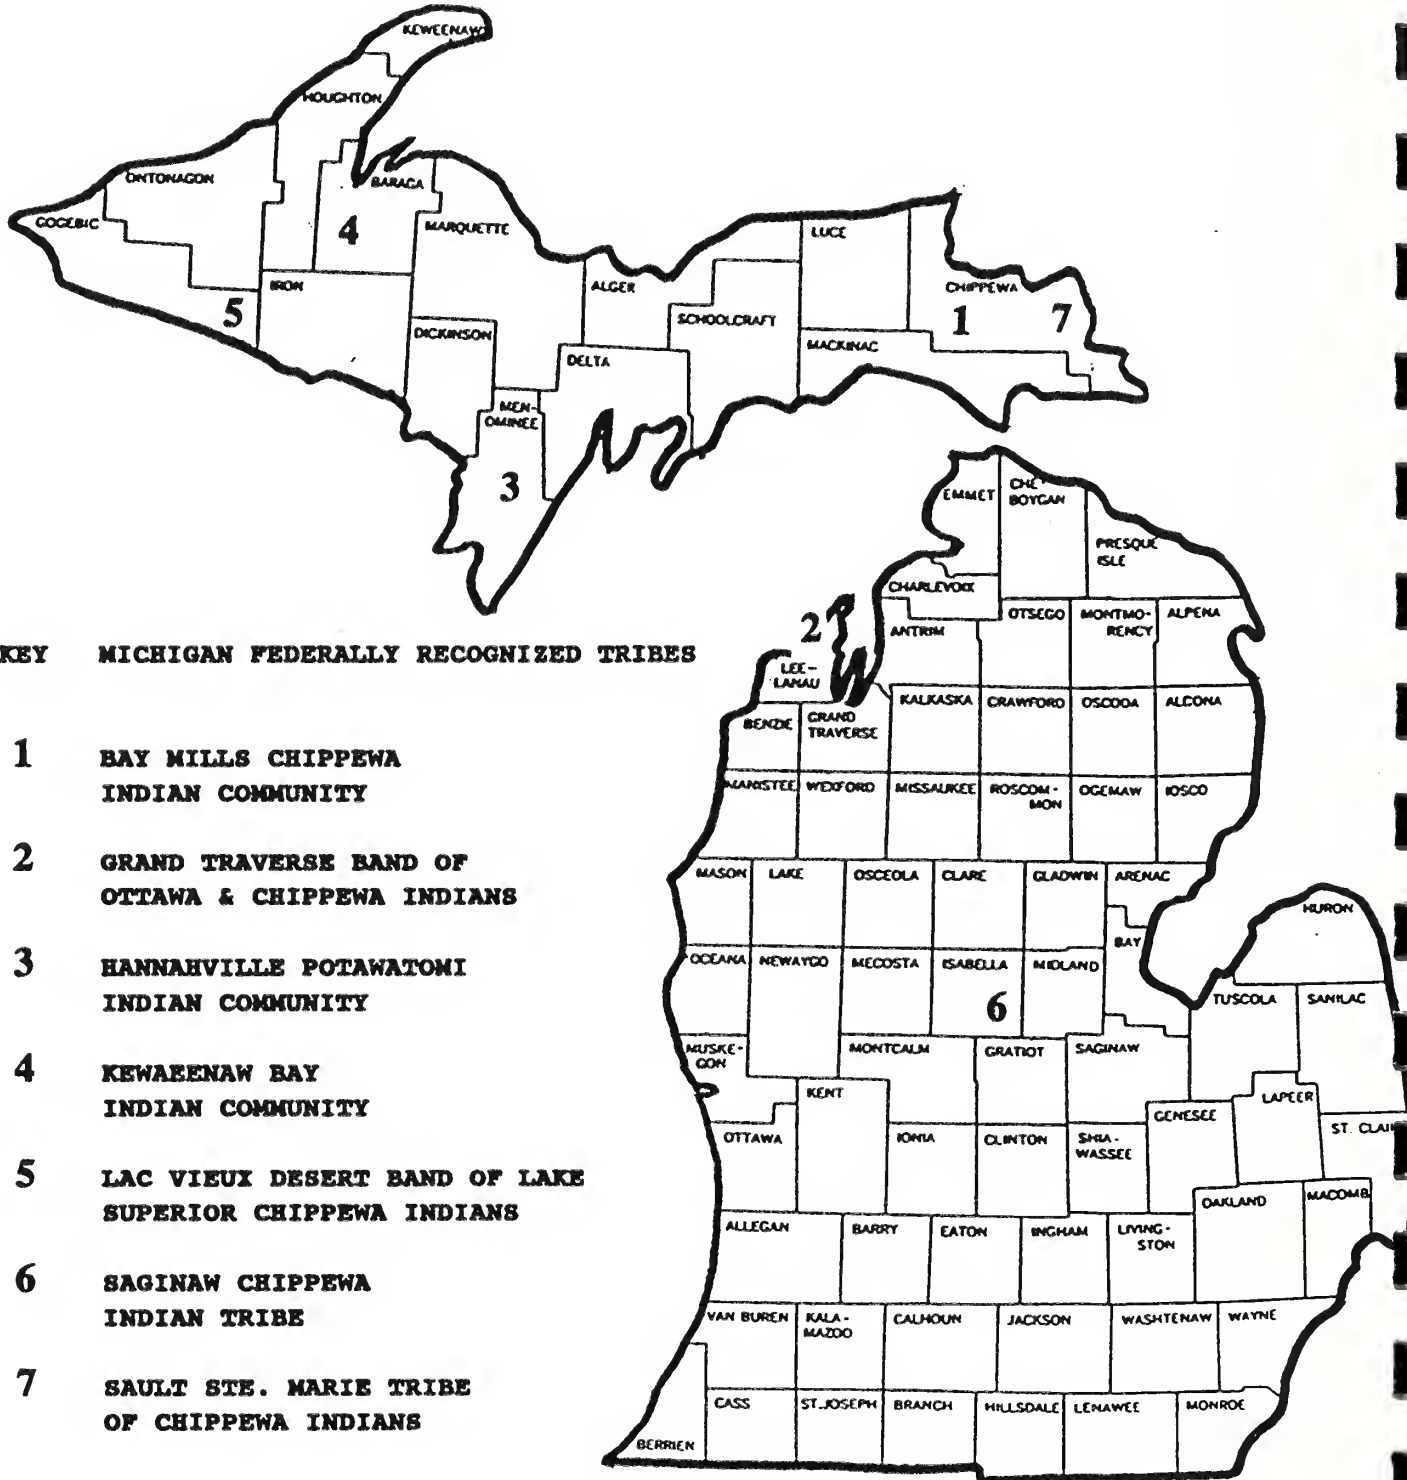 KEWEENAW
HOUGHTON
ONTONAGON
BARAGA
GOGEBIC
4
MARQUETTE
LUCE
IRON
ALGER
CHIPPEWA
5
SCHOOLCRAFT
1
7
DICKINSON
MACKINAC
DELTA
MEN-
OMINEE
3
EMMET
CHE-
BOYGAN
PRESQUE
ISLE
CHARLEVOIX
2
ANTRIM
OTSEGO
MONTMO-
RENCY
ALPENA
KEY MICHIGAN FEDERALLY RECOGNIZED TRIBES
1 BAY MILLS CHIPPEWA
INDIAN COMMUNITY
2 GRAND TRAVERSE BAND OF
OTTAWA & CHIPPEWA INDIANS
3 HANNAHVILLE POTAWATOMI
INDIAN COMMUNITY
4 KEWAEENAW BAY
INDIAN COMMUNITY
5 LAC VIEUX DESERT BAND OF LAKE
SUPERIOR CHIPPEWA INDIANS
6 SAGINAW CHIPPEWA
INDIAN TRIBE
7 SAULT STE. MARIE TRIBE
OF CHIPPEWA INDIANS
LEE-
LANAU
BENZIE
GRAND
TRAVERSE
KALKASKA
CRAWFORD
OSCODA
ALCONA
MANISTEE
WEXFORD
MISSAUKEE
ROSCOM-
MON
OGEMAW
IOSCO
MASON
LAKE
OSCEOLA
CLARE
GLADWIN
ARENAC
HURON
BAY
OCEANA
NEWAYGO
MECOSTA
ISABELLA
MIDLAND
6
TUSCOLA
SANILAC
MUSKE-
GON
MONTCALM
GRATIOT
SAGINAW
KENT
LAPEER
GENESEE
ST. CLAI
OTTAWA
IONIA
CLINTON
SHIA-
WASSEE
OAKLAND
MACOMB
ALLEGAN
BARRY
EATON
INGHAM
LIVING-
STON
VAN BUREN
KALA-
MAZOO
CALHOUN
JACKSON
WASHTENAW
WAYNE
CASS
ST. JOSEPH
BRANCH
HILLSDALE
LENAWEE
MONROE
BERRIEN